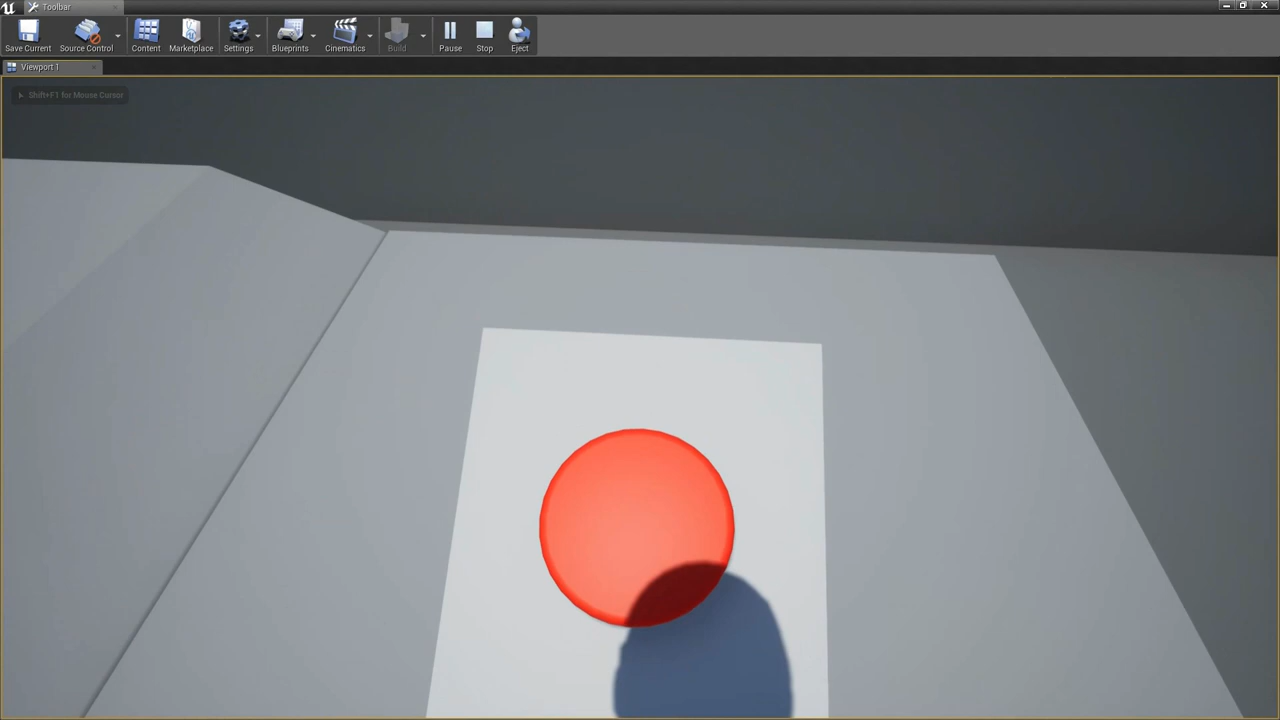 Toolbar
Save Current
Source Control
Content
Marketplace
Settings
Blueprints
Cinematics
Build
Pause
Stop
Eject
Viewport 1
Shift+F1 for Mouse Cursor